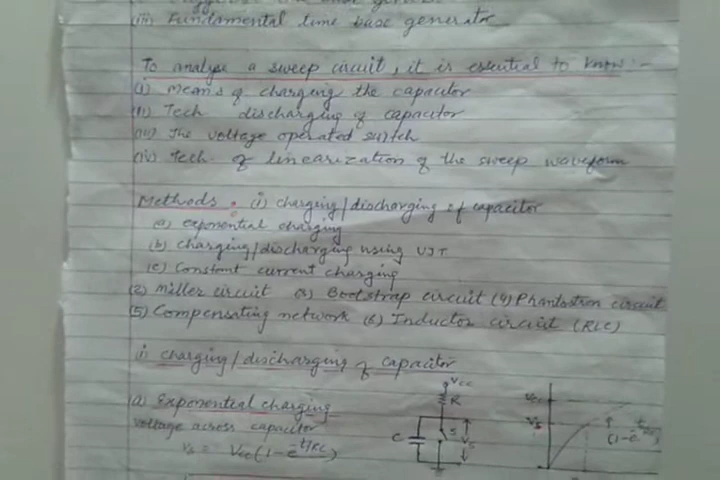 (iii) Fundamental time base generator
To analyse a sweep circuit, it is essential to know:-
(i) Means of charging the capacitor
(ii) Tech discharging of capacitor
(iii) The voltage operated switch
(iv) Tech. of linearization of the sweep waveform
Methods : (i) charging/discharging of capacitor
(a) exponential charging
(b) charging/discharging using UJT
(c) Constant current charging
(2) Miller circuit (3) Bootstrap circuit (4) Phantastron circuit
(5) Compensating network (6) Inductor circuit (RLC)
(i) charging/discharging of capacitor
(a) Exponential charging
Voltage across capacitor
Vs = Vcc(1-e^-t/RC)
Vcc
R
C
S
Vs
Vcc
Vs